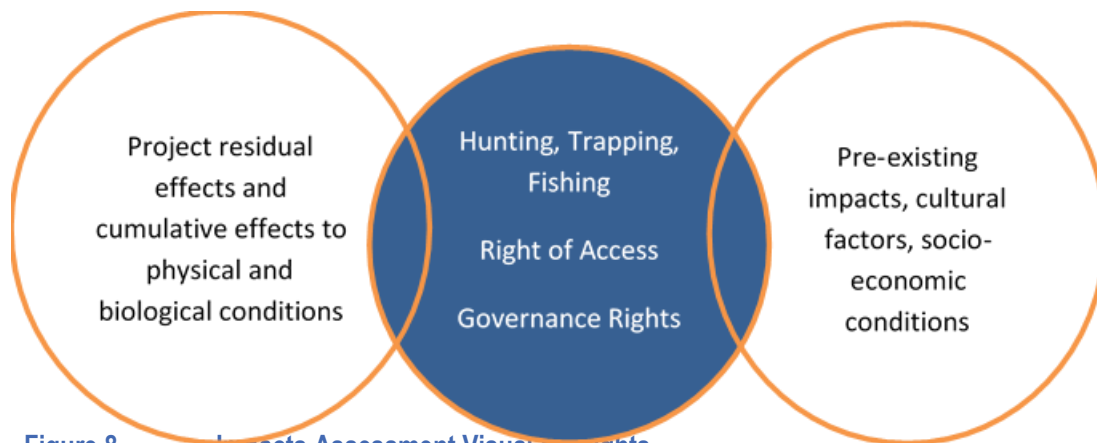 Project residual
effects and
cumulative effects to
physical and
biological conditions
Hunting, Trapping,
Fishing
Right of Access
Governance Rights
Pre-existing
impacts, cultural
factors, socio-
economic
conditions
Figure 8 Impacts Assessment